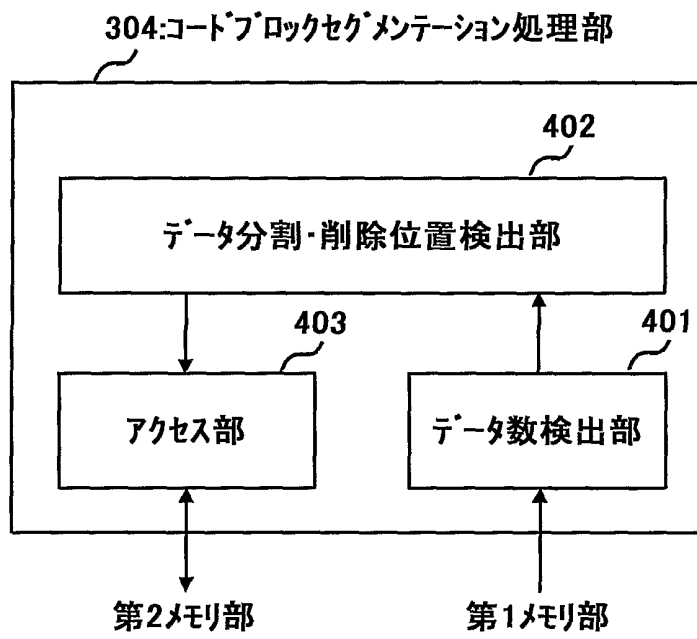 304:コードブロックセグメンテーション処理部
402
データ分割・削除位置検出部
403
401
アクセス部
データ数検出部
第2メモリ部
第1メモリ部